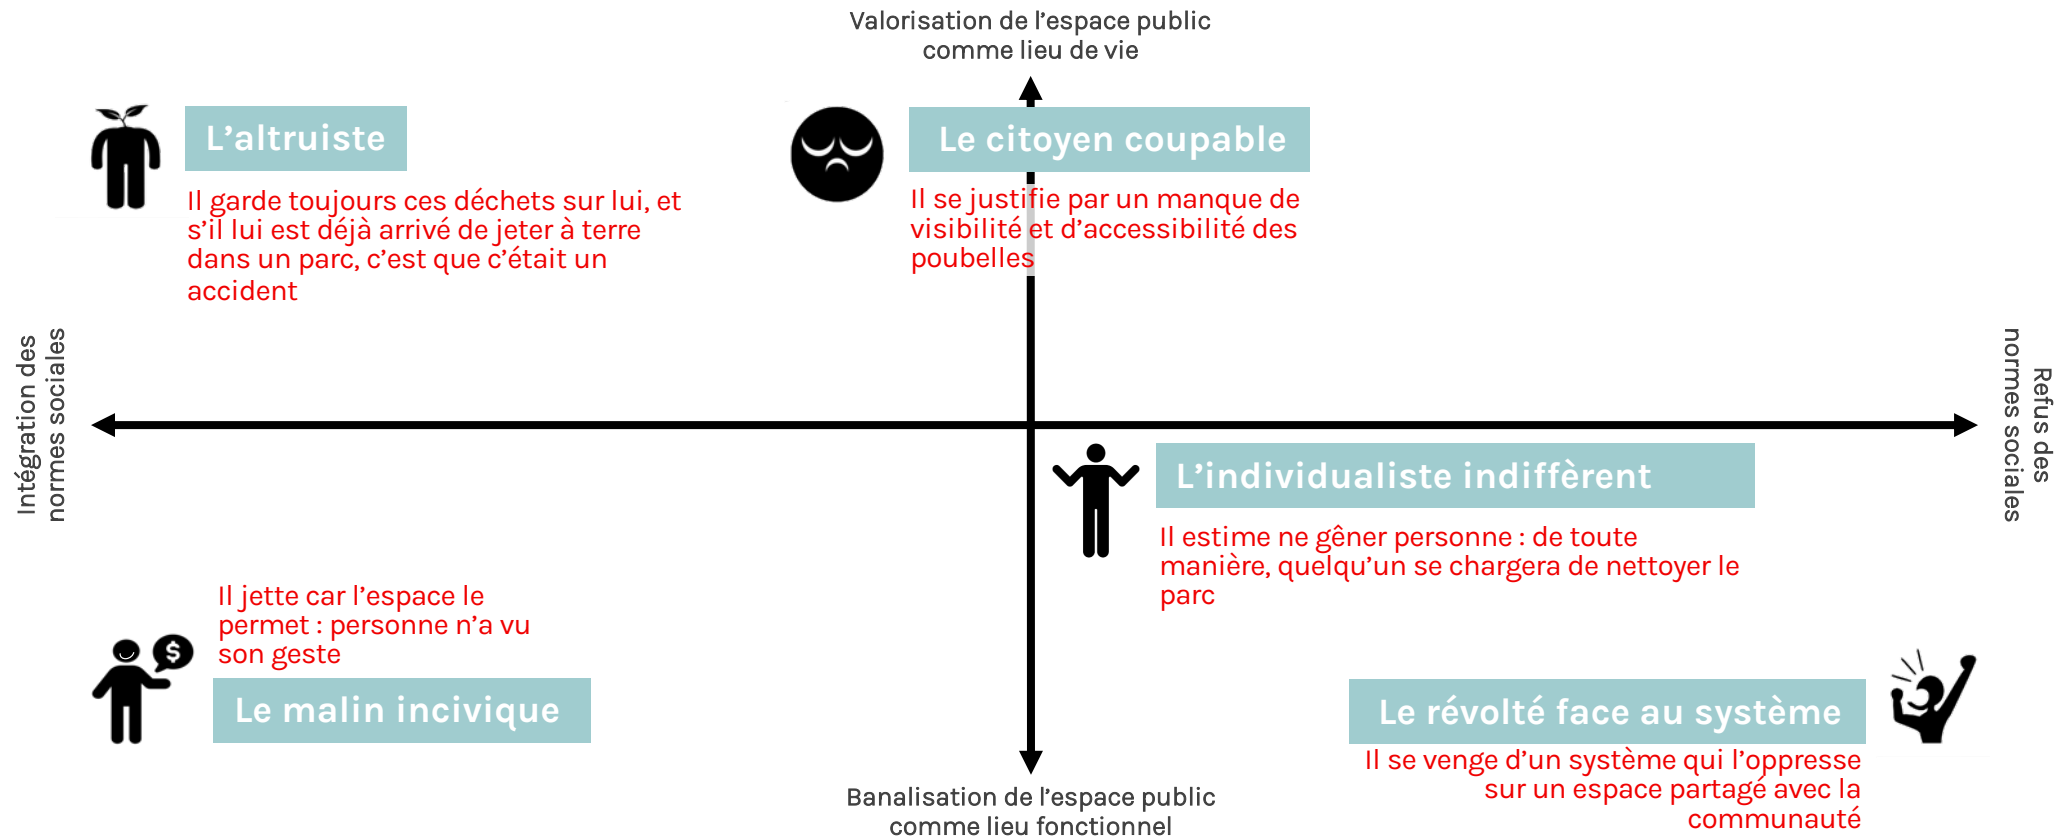 Valorisation de l'espace public
comme lieu de vie
L'altruiste
Il garde toujours ces déchets sur lui, et
s'il lui est déjà arrivé de jeter à terre
dans un parc, c'est que c'était un
accident
Le citoyen coupable
Il se justifie par un manque de
visibilité et d'accessibilité des
poubelles
Intégration des
normes sociales
Refus des
normes sociales
L'individualiste indiffèrent
Il estime ne gêner personne : de toute
manière, quelqu'un se chargera de nettoyer le
parc
Il jette car l'espace le
permet : personne n'a vu
son geste
$
Le malin incivique
Le révolté face au système
Il se venge d'un système qui l'oppresse
sur un espace partagé avec la
communauté
Banalisation de l'espace public
comme lieu fonctionnel